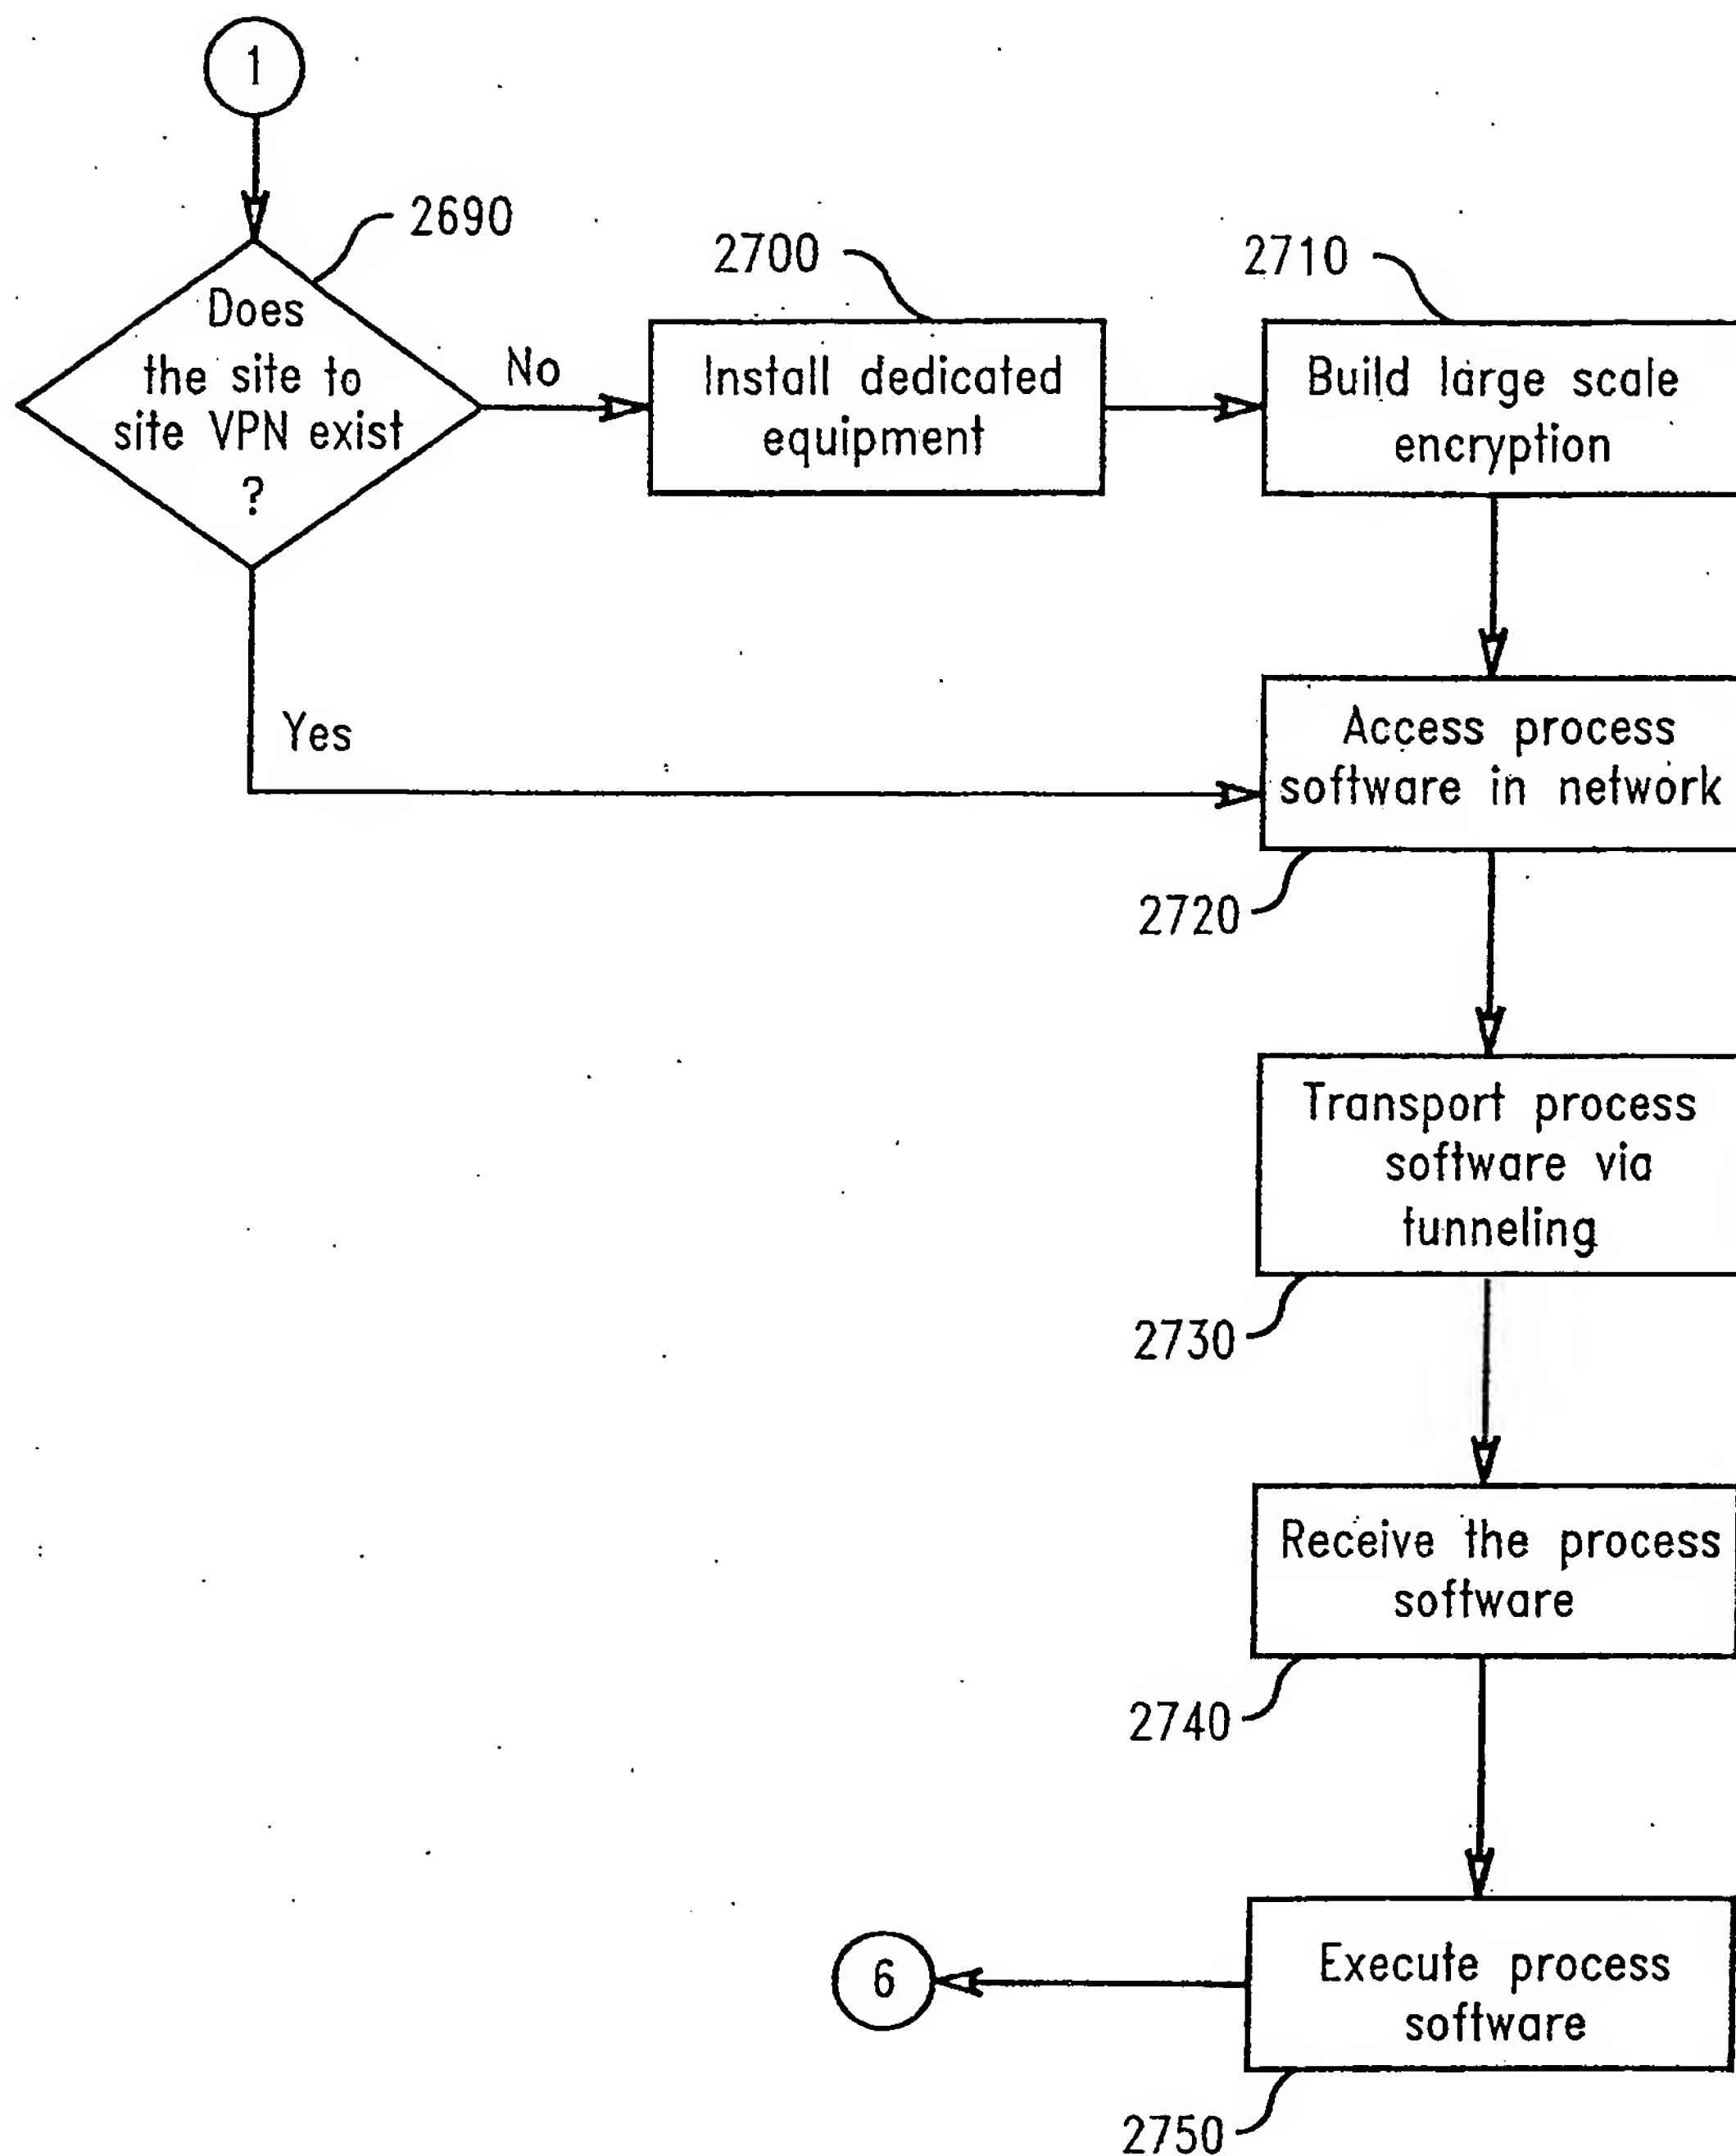 1
2690
Does
the site to
site VPN exist
?
No
2700
Install dedicated
equipment
2710
Build large scale
encryption
Yes
Access process
software in network
2720
Transport process
software via
tunneling
2730
Receive the process
software
2740
Execute process
software
2750
6